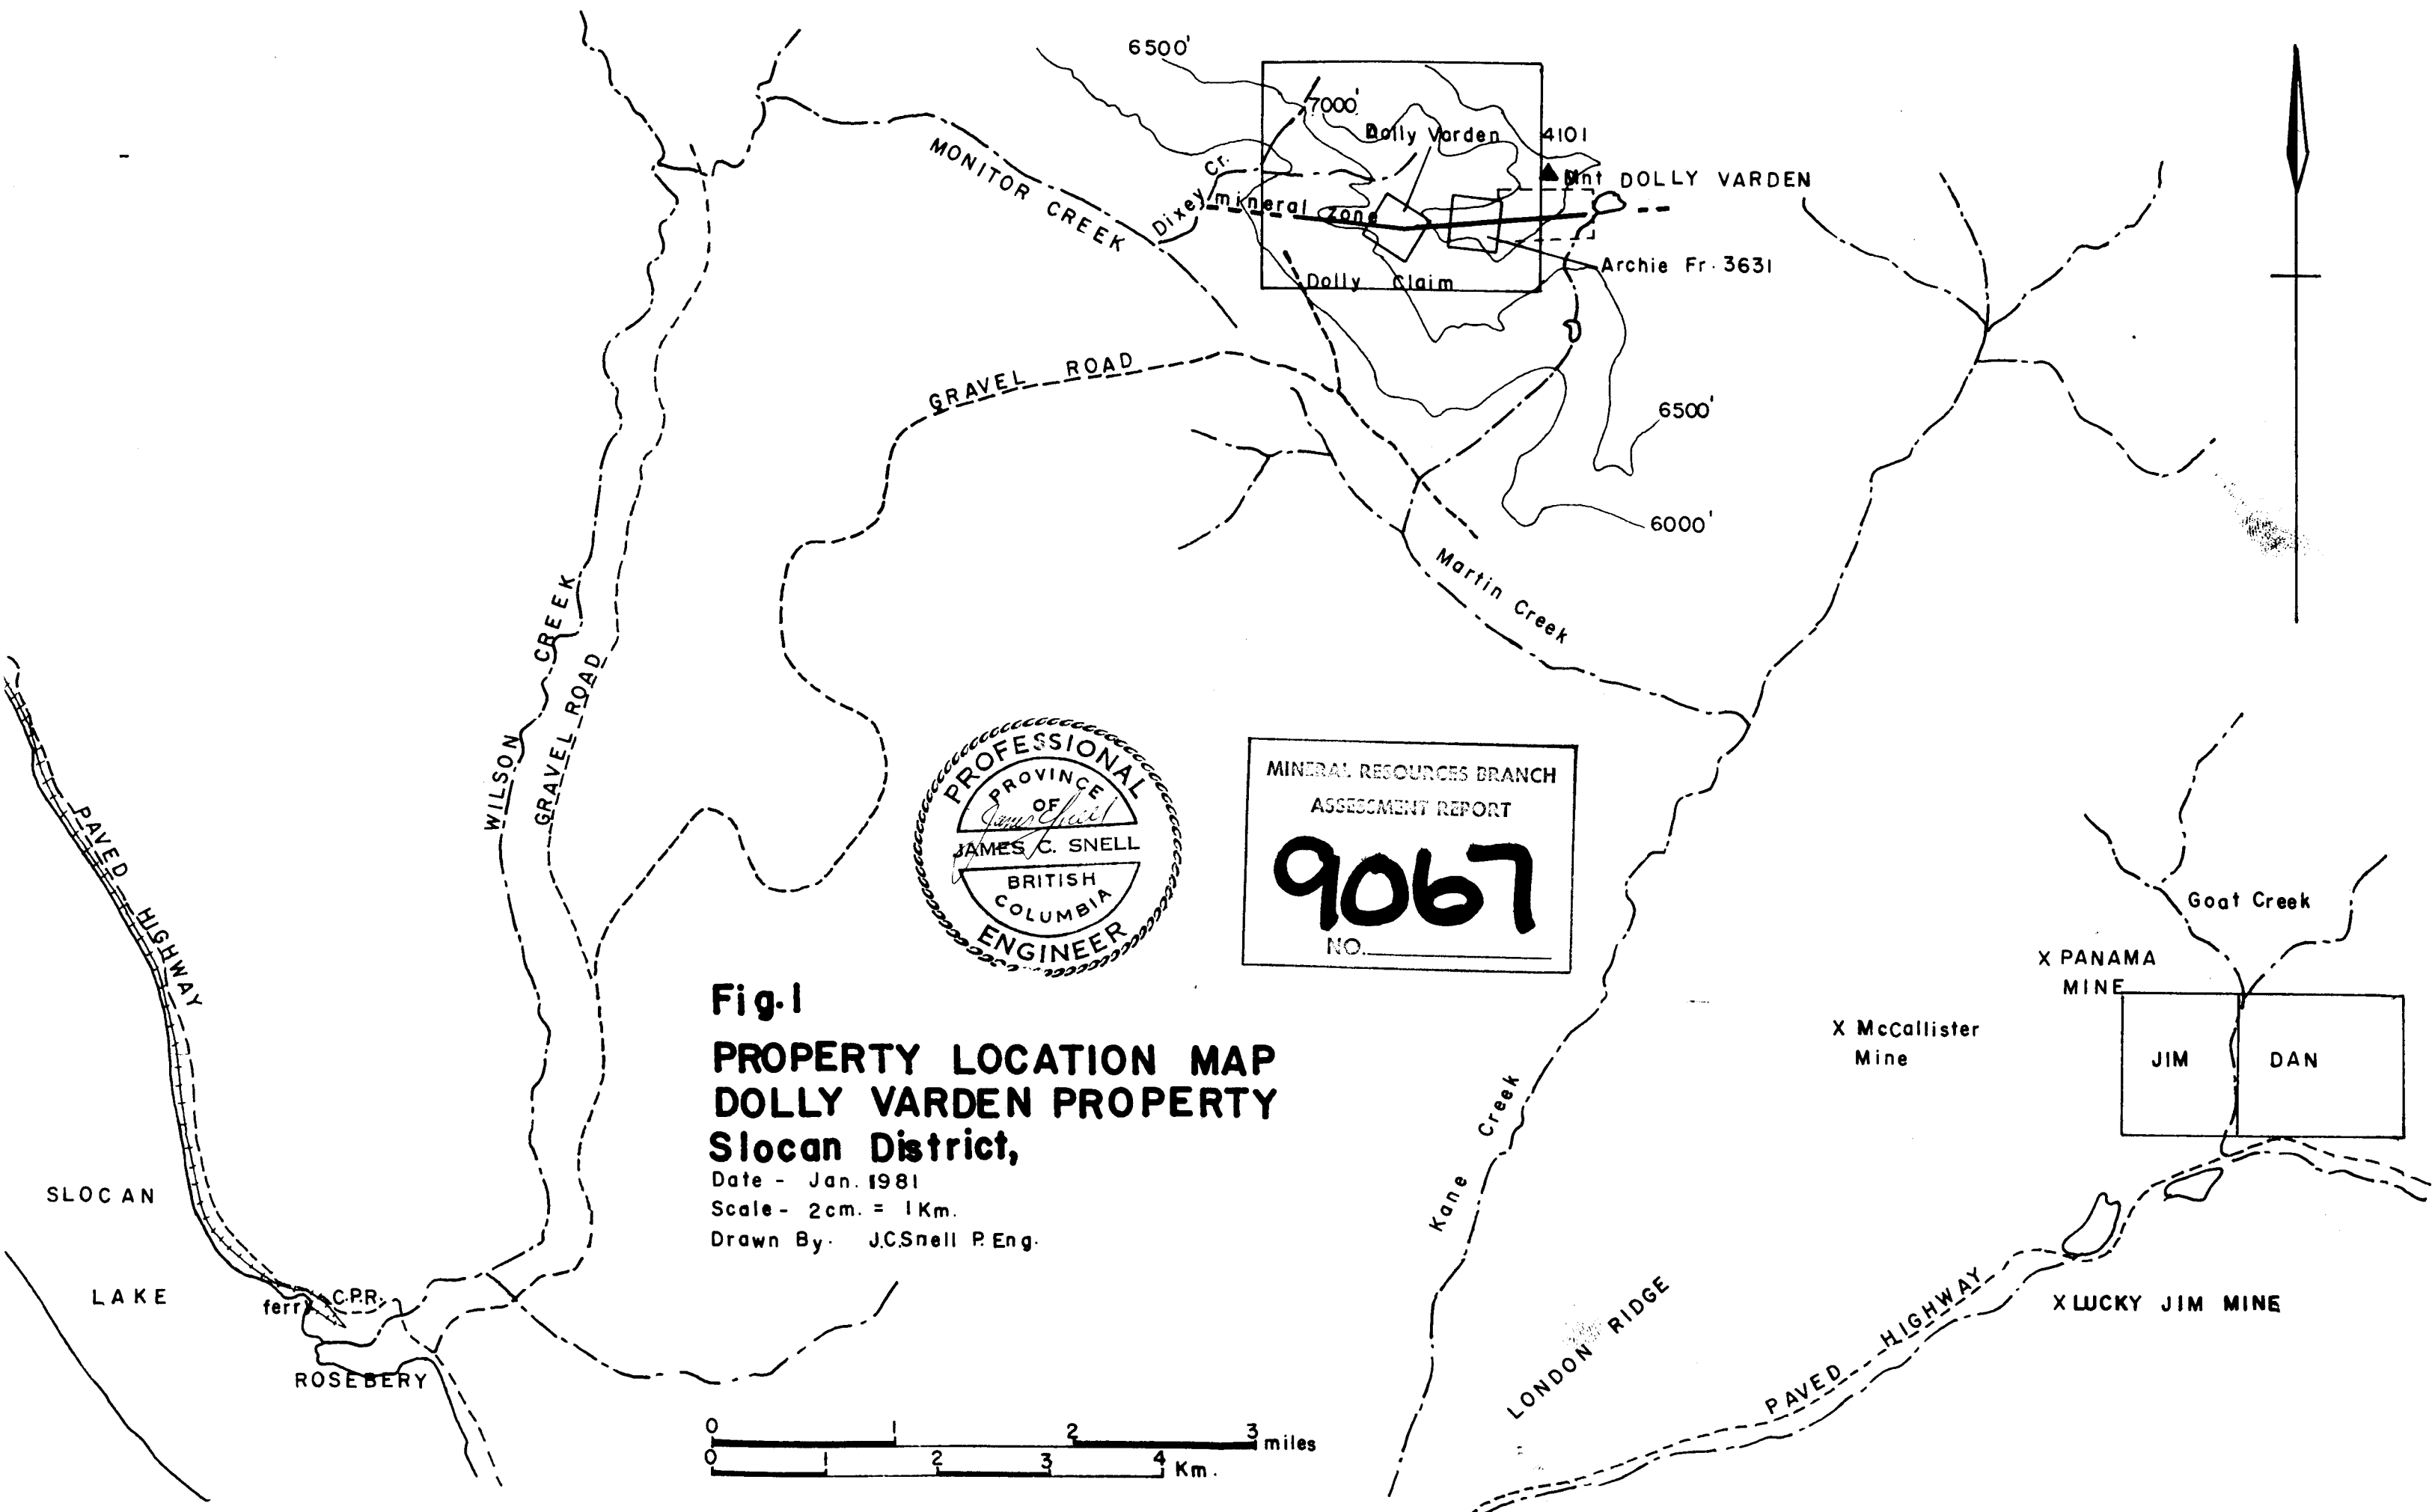 6500'
7000'
Dolly Varden
4101
Mnt DOLLY VARDEN
MONITOR CREEK
Dixey Cr.
mineral zone
Archie Fr. 3631
Dolly Claim
GRAVEL ROAD
6500'
6000'
Martin Creek
WILSON CREEK
GRAVEL ROAD
PAVED HIGHWAY
PROFESSIONAL
PROVINCE
OF
JAMES C. SNELL
BRITISH
COLUMBIA
ENGINEER
MINERAL RESOURCES BRANCH
ASSESSMENT REPORT
9067
NO.
Goat Creek
X PANAMA
MINE
X McCallister
Mine
JIM
DAN
Fig.1
PROPERTY LOCATION MAP
DOLLY VARDEN PROPERTY
Slocan District,
Date - Jan. 1981
Scale - 2cm. = 1Km.
Drawn By. J.C.Snell P.Eng.
Kane Creek
SLOCAN
LAKE
ferry
C.P.R.
ROSEBERY
LONDON RIDGE
PAVED HIGHWAY
X LUCKY JIM MINE
0 1 2 3 miles
0 1 2 3 4 Km.